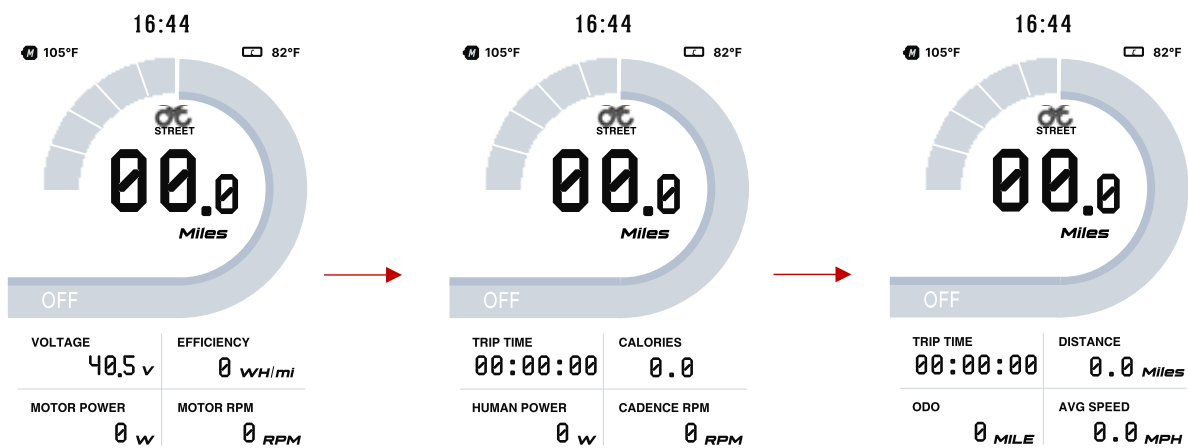 16:44
M 105°F C 82°F
STREET
00.0
Miles
OFF
VOLTAGE EFFICIENCY
40.5 V 0 WH/mi
MOTOR POWER MOTOR RPM
0 W 0 RPM
16:44
M 105°F C 82°F
STREET
00.0
Miles
OFF
TRIP TIME CALORIES
00:00:00 0.0
HUMAN POWER CADENCE RPM
0 W 0 RPM
16:44
M 105°F C 82°F
STREET
00.0
Miles
OFF
TRIP TIME DISTANCE
00:00:00 0.0 Miles
ODO AVG SPEED
0 MILE 0.0 MPH